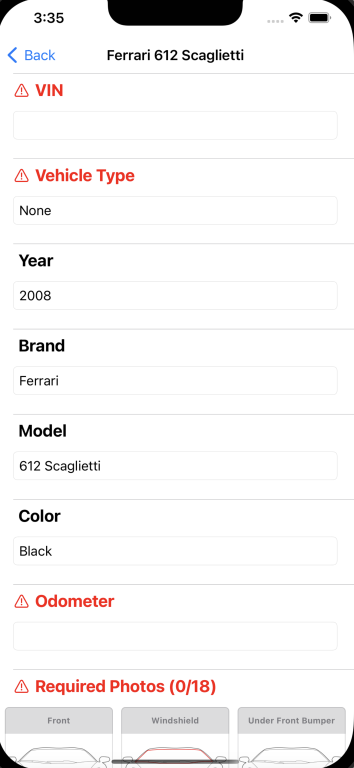 3:35
Back
Ferrari 612 Scaglietti
VIN
Vehicle Type
None
Year
2008
Brand
Ferrari
Model
612 Scaglietti
Color
Black
Odometer
Required Photos (0/18)
Front
Windshield
Under Front Bumper